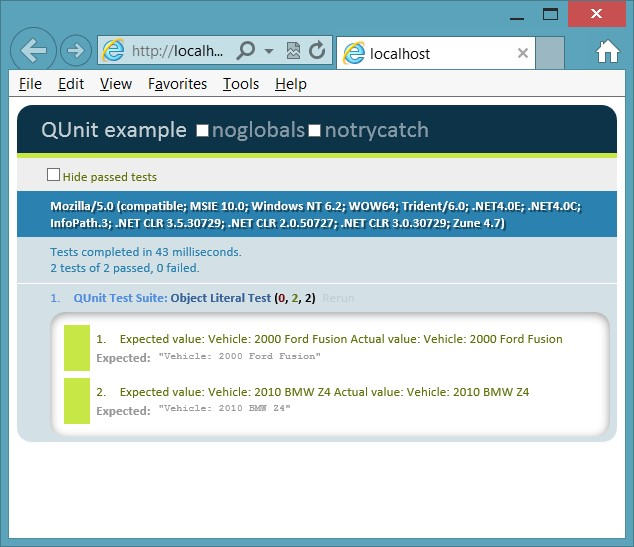 http://localh...
localhost
File Edit View Favorites Tools Help
QUnit example noglobals notrycatch
Hide passed tests
Mozilla/5.0 (compatible; MSIE 10.0; Windows NT 6.2; WOW64; Trident/6.0; .NET4.0E; .NET4.0C;
InfoPath.3; .NET CLR 3.5.30729; .NET CLR 2.0.50727; .NET CLR 3.0.30729; Zune 4.7)
Tests completed in 43 milliseconds.
2 tests of 2 passed, 0 failed.
1. QUnit Test Suite: Object Literal Test (0, 2, 2) Rerun
1. Expected value: Vehicle: 2000 Ford Fusion Actual value: Vehicle: 2000 Ford Fusion
Expected: "Vehicle: 2000 Ford Fusion"
2. Expected value: Vehicle: 2010 BMW Z4 Actual value: Vehicle: 2010 BMW Z4
Expected: "Vehicle: 2010 BMW Z4"